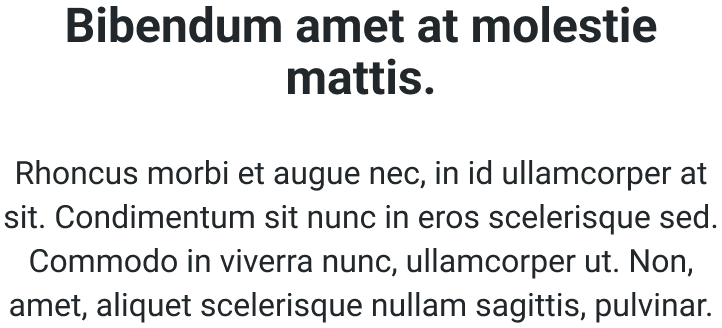 Bibendum amet at molestie
mattis.
Rhoncus morbi et augue nec, in id ullamcorper at
sit. Condimentum sit nunc in eros scelerisque sed.
Commodo in viverra nunc, ullamcorper ut. Non,
amet, aliquet scelerisque nullam sagittis, pulvinar.